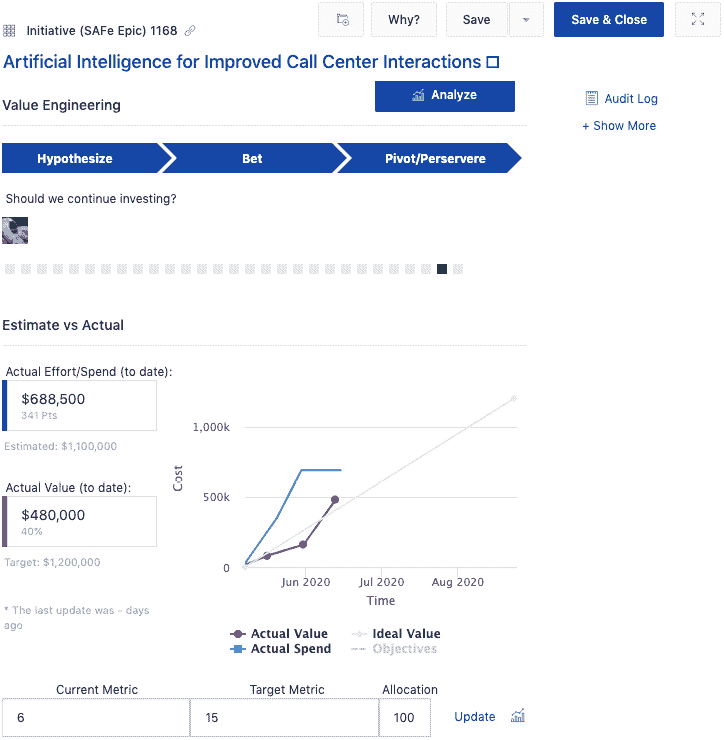 Initiative (SAFe Epic) 1168
Why?
Save
Save & Close
Artificial Intelligence for Improved Call Center Interactions
Value Engineering
Analyze
Audit Log
+ Show More
Hypothesize
Bet
Pivot/Perservere
Should we continue investing?
Estimate vs Actual
Actual Effort/Spend (to date):
$688,500
341 Pts
Estimated: $1,100,000
Actual Value (to date):
$480,000
40%
Target: $1,200,000
* The last update was - days
ago
Cost
1,000k
500k
0
Jun 2020
Jul 2020
Aug 2020
Time
Actual Value
Ideal Value
Actual Spend
Objectives
Current Metric
Target Metric
Allocation
6
15
100
Update